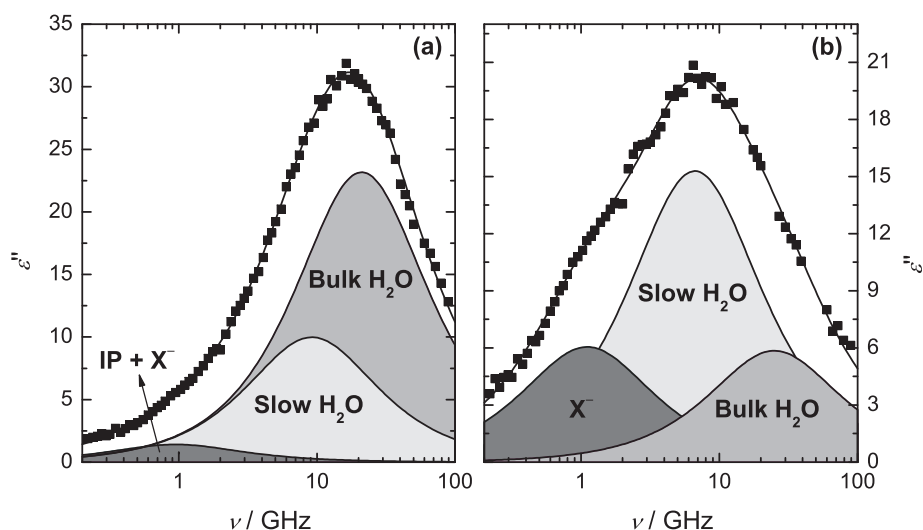 35
30
25
20
15
10
5
0
ε"
(a)
Bulk H₂O
IP + X⁻
Slow H₂O
1
10
100
ν / GHz
(b)
Slow H₂O
X⁻
Bulk H₂O
1
10
100
ν / GHz
21
18
15
12
9
6
3
0
ε"